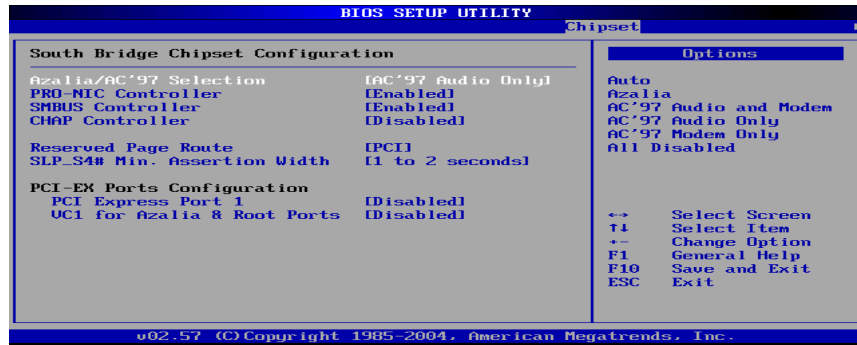 BIOS SETUP UTILITY
Chipset
South Bridge Chipset Configuration
Azalia/AC'97 Selection [AC'97 Audio Only]
PRO-NIC Controller [Enabled]
SMBUS Controller [Enabled]
CHAP Controller [Disabled]
Reserved Page Route [PCI]
SLP_S4# Min. Assertion Width [1 to 2 seconds]
PCI-EX Ports Configuration
PCI Express Port 1 [Disabled]
VC1 for Azalia & Root Ports [Disabled]
Options
Auto
Azalia
AC'97 Audio and Modem
AC'97 Audio Only
AC'97 Modem Only
All Disabled
↔ Select Screen
↑↓ Select Item
+- Change Option
F1 General Help
F10 Save and Exit
ESC Exit
v02.57 (C)Copyright 1985-2004, American Megatrends, Inc.